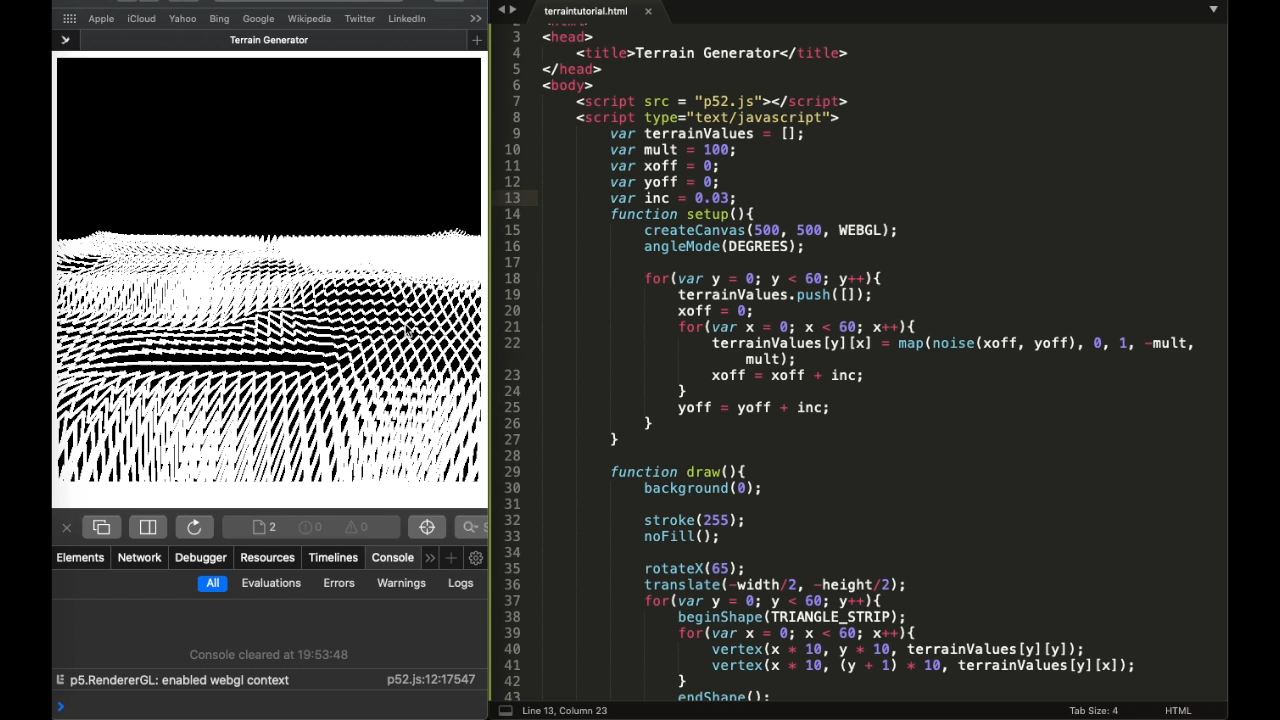 Apple iCloud Yahoo Bing Google Wikipedia Twitter LinkedIn >>
Terrain Generator
2 0 0
Elements Network Debugger Resources Timelines Console
All Evaluations Errors Warnings Logs
Console cleared at 19:53:48
p5.RendererGL: enabled webgl context p52.js:12:17547
terraintutorial.html
3 <head>
4 <title>Terrain Generator</title>
5 </head>
6 <body>
7 <script src = "p52.js"></script>
8 <script type="text/javascript">
9 var terrainValues = [];
10 var mult = 100;
11 var xoff = 0;
12 var yoff = 0;
13 var inc = 0.03;
14 function setup(){
15 createCanvas(500, 500, WEBGL);
16 angleMode(DEGREES);
17
18 for(var y = 0; y < 60; y++){
19 terrainValues.push([]);
20 xoff = 0;
21 for(var x = 0; x < 60; x++){
22 terrainValues[y][x] = map(noise(xoff, yoff), 0, 1, -mult,
mult);
23 xoff = xoff + inc;
24 }
25 yoff = yoff + inc;
26 }
27 }
28
29 function draw(){
30 background(0);
31
32 stroke(255);
33 noFill();
34
35 rotateX(65);
36 translate(-width/2, -height/2);
37 for(var y = 0; y < 60; y++){
38 beginShape(TRIANGLE_STRIP);
39 for(var x = 0; x < 60; x++){
40 vertex(x * 10, y * 10, terrainValues[y][y]);
41 vertex(x * 10, (y + 1) * 10, terrainValues[y][x]);
42 }
43 endShape();
Line 13, Column 23 Tab Size: 4 HTML